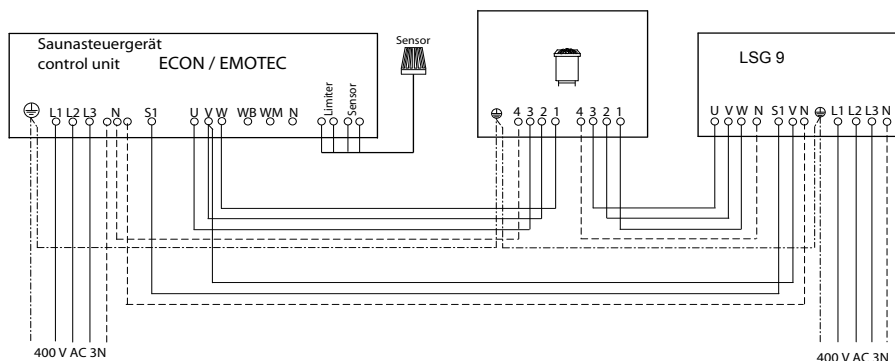 Saunasteuergerät
control unit ECON / EMOTEC
L1 L2 L3 N S1 U V W WB WM N
Limiter
Sensor
Sensor
4 3 2 1 4 3 2 1
LSG 9
U V W N S1 V N L1 L2 L3 N
400 V AC 3N
400 V AC 3N